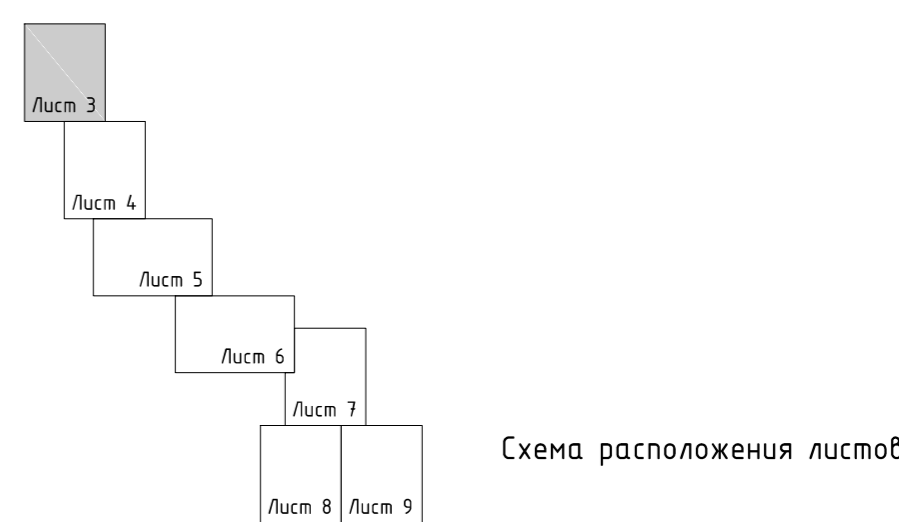 Лист 3
Лист 4
Лист 5
Лист 6
Лист 7
Схема расположения листов
Лист 8
Лист 9